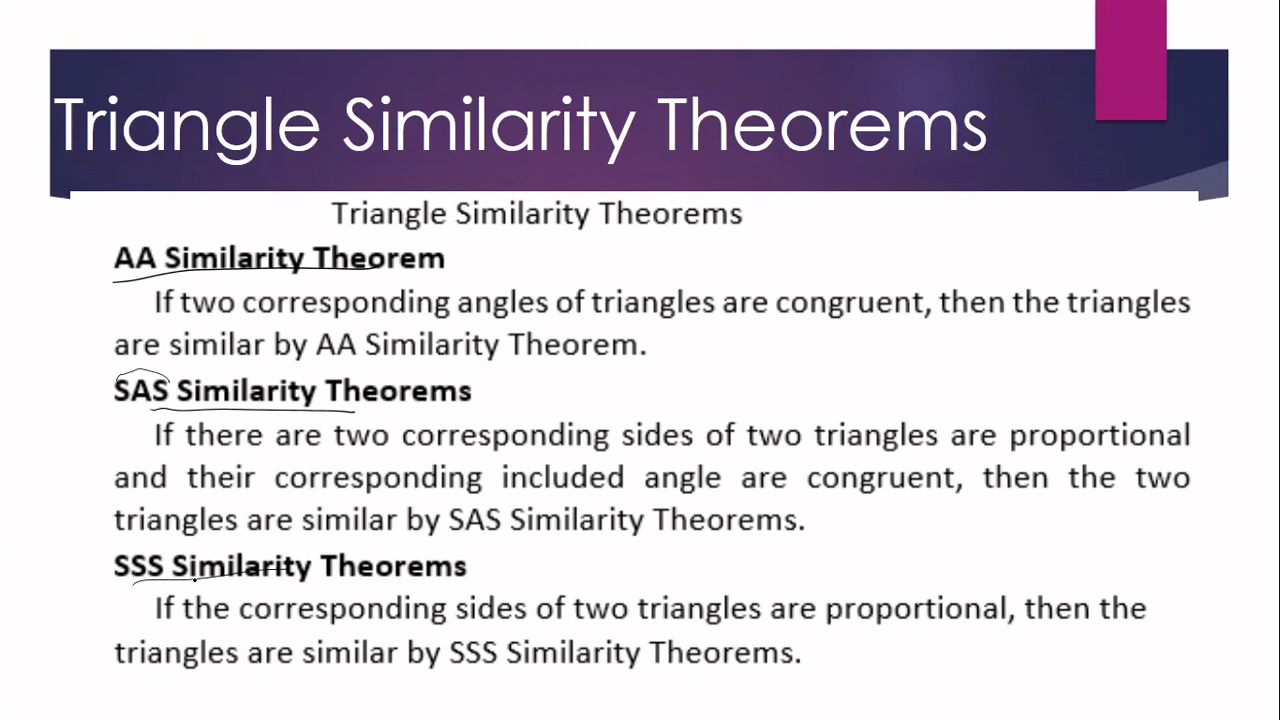 Triangle Similarity Theorems
Triangle Similarity Theorems
AA Similarity Theorem
If two corresponding angles of triangles are congruent, then the triangles
are similar by AA Similarity Theorem.
SAS Similarity Theorems
If there are two corresponding sides of two triangles are proportional
and their corresponding included angle are congruent, then the two
triangles are similar by SAS Similarity Theorems.
SSS Similarity Theorems
If the corresponding sides of two triangles are proportional, then the
triangles are similar by SSS Similarity Theorems.